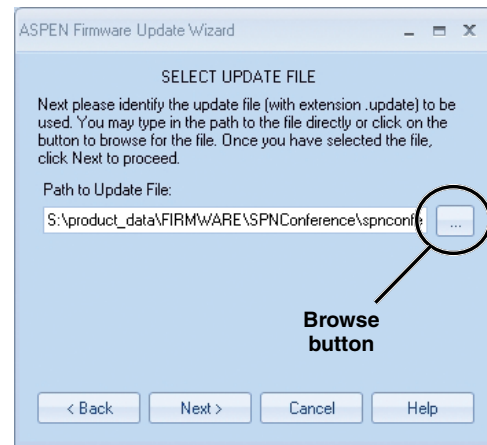 ASPEN Firmware Update Wizard
SELECT UPDATE FILE
Next please identify the update file (with extension .update) to be
used. You may type in the path to the file directly or click on the
button to browse for the file. Once you have selected the file,
click Next to proceed.
Path to Update File:
S:\product_data\FIRMWARE\SPNConference\spnconfe
...
Browse
button
< Back
Next >
Cancel
Help